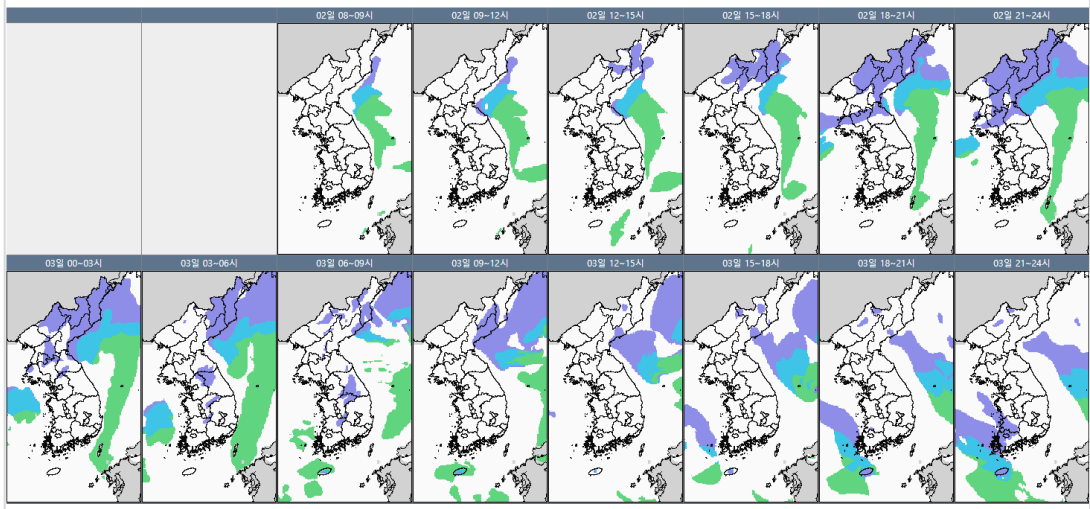 02일 08~09시
02일 09~12시
02일 12~15시
02일 15~18시
02일 18~21시
02일 21~24시
03일 00~03시
03일 03~06시
03일 06~09시
03일 09~12시
03일 12~15시
03일 15~18시
03일 18~21시
03일 21~24시